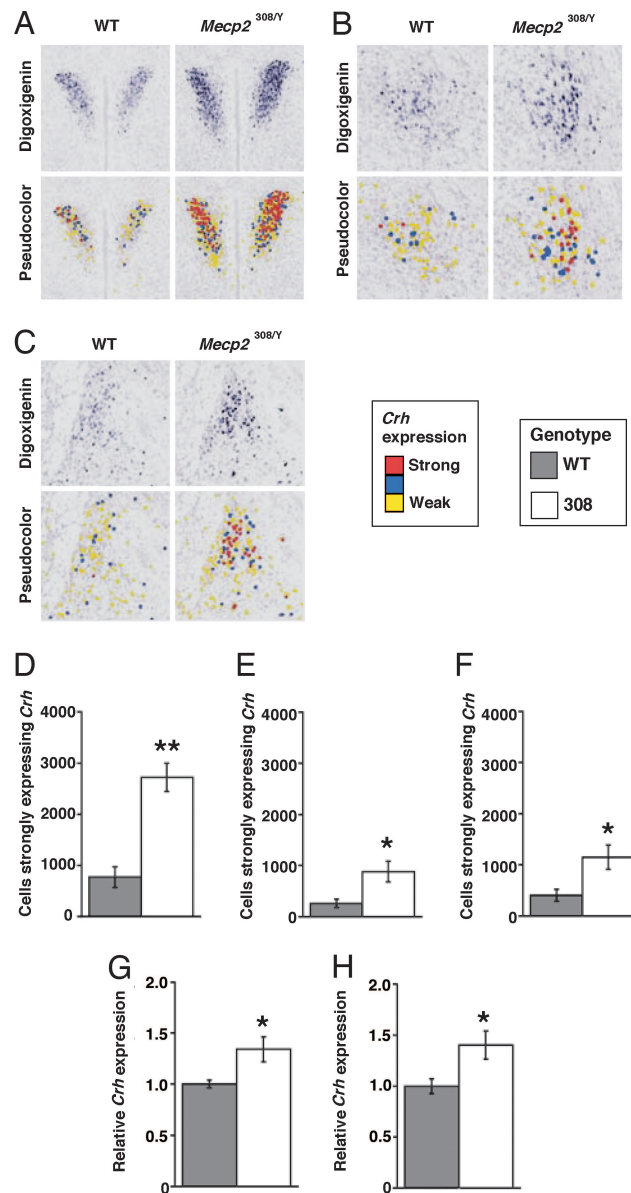 A
WT
Mecp2 308/Y
Digoxigenin
Pseudocolor
B
WT
Mecp2 308/Y
Digoxigenin
Pseudocolor
C
WT
Mecp2 308/Y
Digoxigenin
Pseudocolor
Crh
expression
Strong
Weak
Genotype
WT
308
D
Cells strongly expressing Crh
4000
3000
2000
1000
0
**
E
Cells strongly expressing Crh
4000
3000
2000
1000
0
*
F
Cells strongly expressing Crh
4000
3000
2000
1000
0
*
G
Relative Crh expression
2.0
1.5
1.0
0.5
0
*
H
Relative Crh expression
2.0
1.5
1.0
0.5
0
*